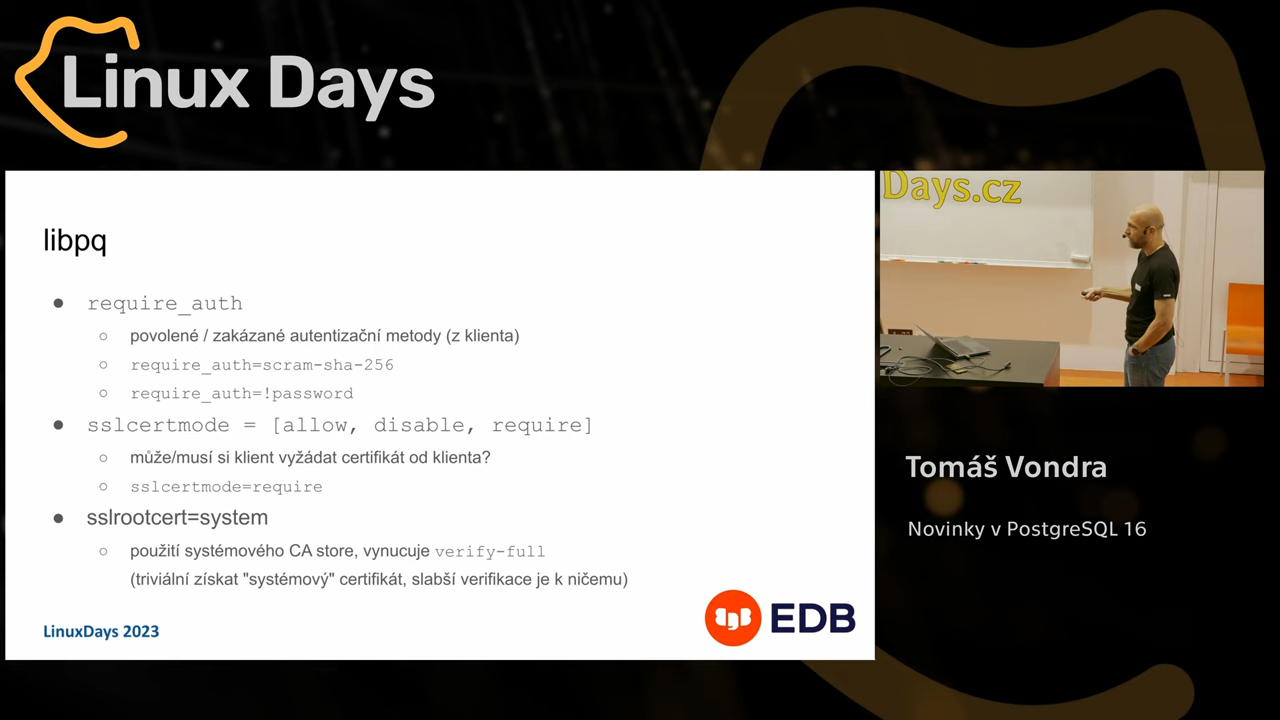 Linux Days
libpq
require_auth
povolené / zakázané autentizační metody (z klienta)
require_auth=scram-sha-256
require_auth=!password
sslcertmode = [allow, disable, require]
může/musí si klient vyžádat certifikát od klienta?
sslcertmode=require
sslrootcert=system
použití systémového CA store, vynucuje verify-full
(triviální získat "systémový" certifikát, slabší verifikace je k ničemu)
LinuxDays 2023
EDB
Days.cz
Tomáš Vondra
Novinky v PostgreSQL 16